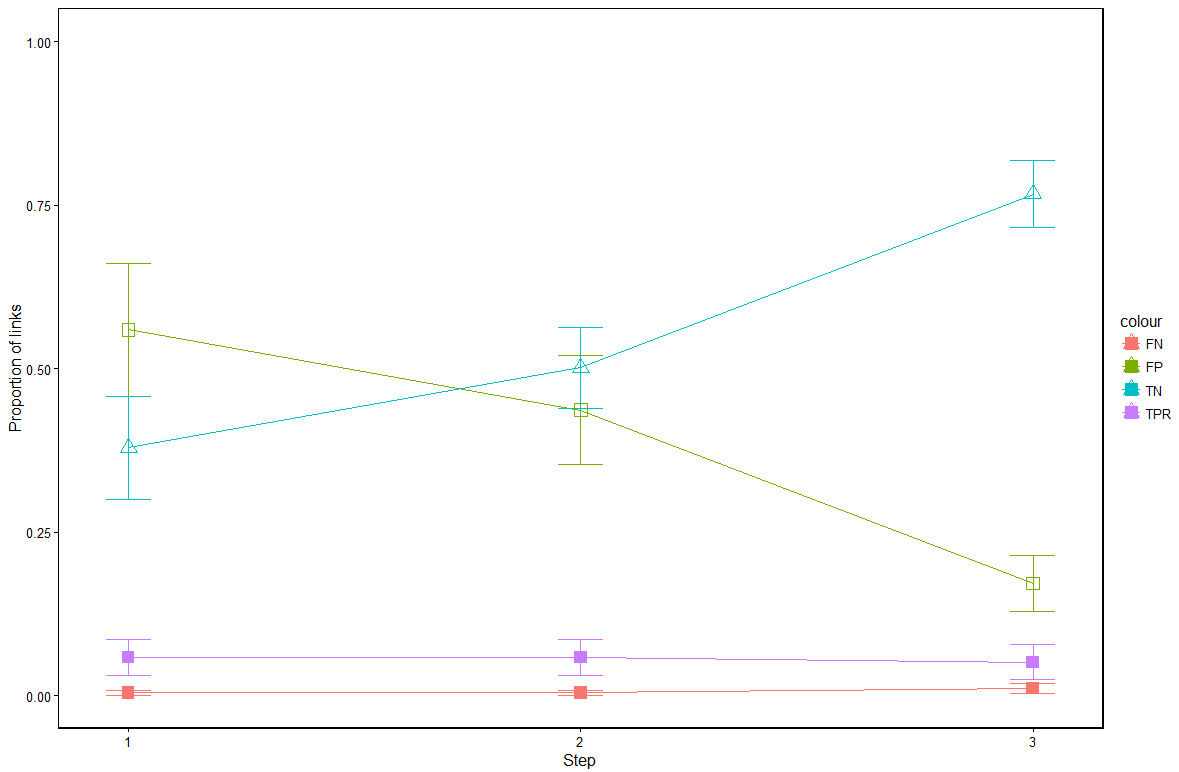 1.00
0.75
0.50
0.25
0.00
Proportion of links
1 2 3
Step
colour
FN
FP
TN
TPR